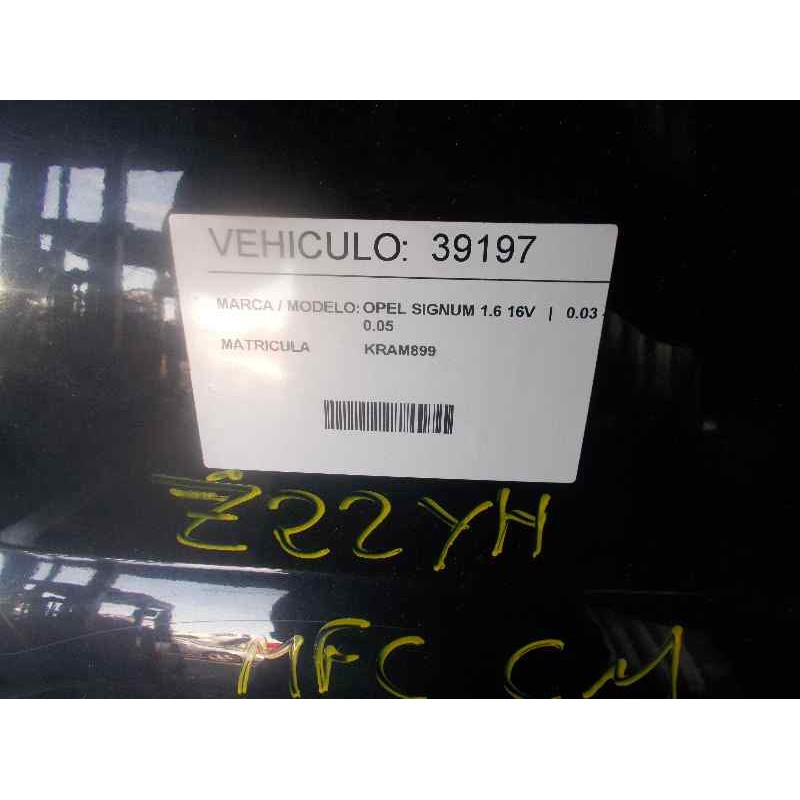 VEHICULO: 39197
MARCA / MODELO: OPEL SIGNUM 1.6 16V | 0.03 -
0.05
MATRICULA KRAM899
Z22YH
MFC CM